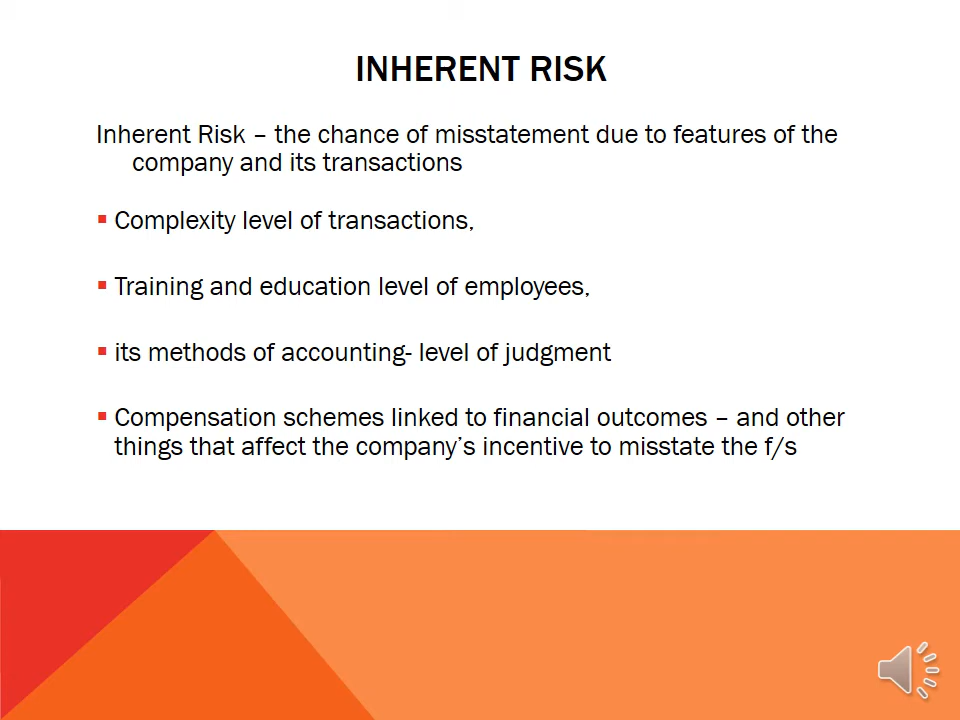 INHERENT RISK
Inherent Risk – the chance of misstatement due to features of the
company and its transactions
▪ Complexity level of transactions,
▪ Training and education level of employees,
▪ its methods of accounting- level of judgment
▪ Compensation schemes linked to financial outcomes – and other
things that affect the company’s incentive to misstate the f/s